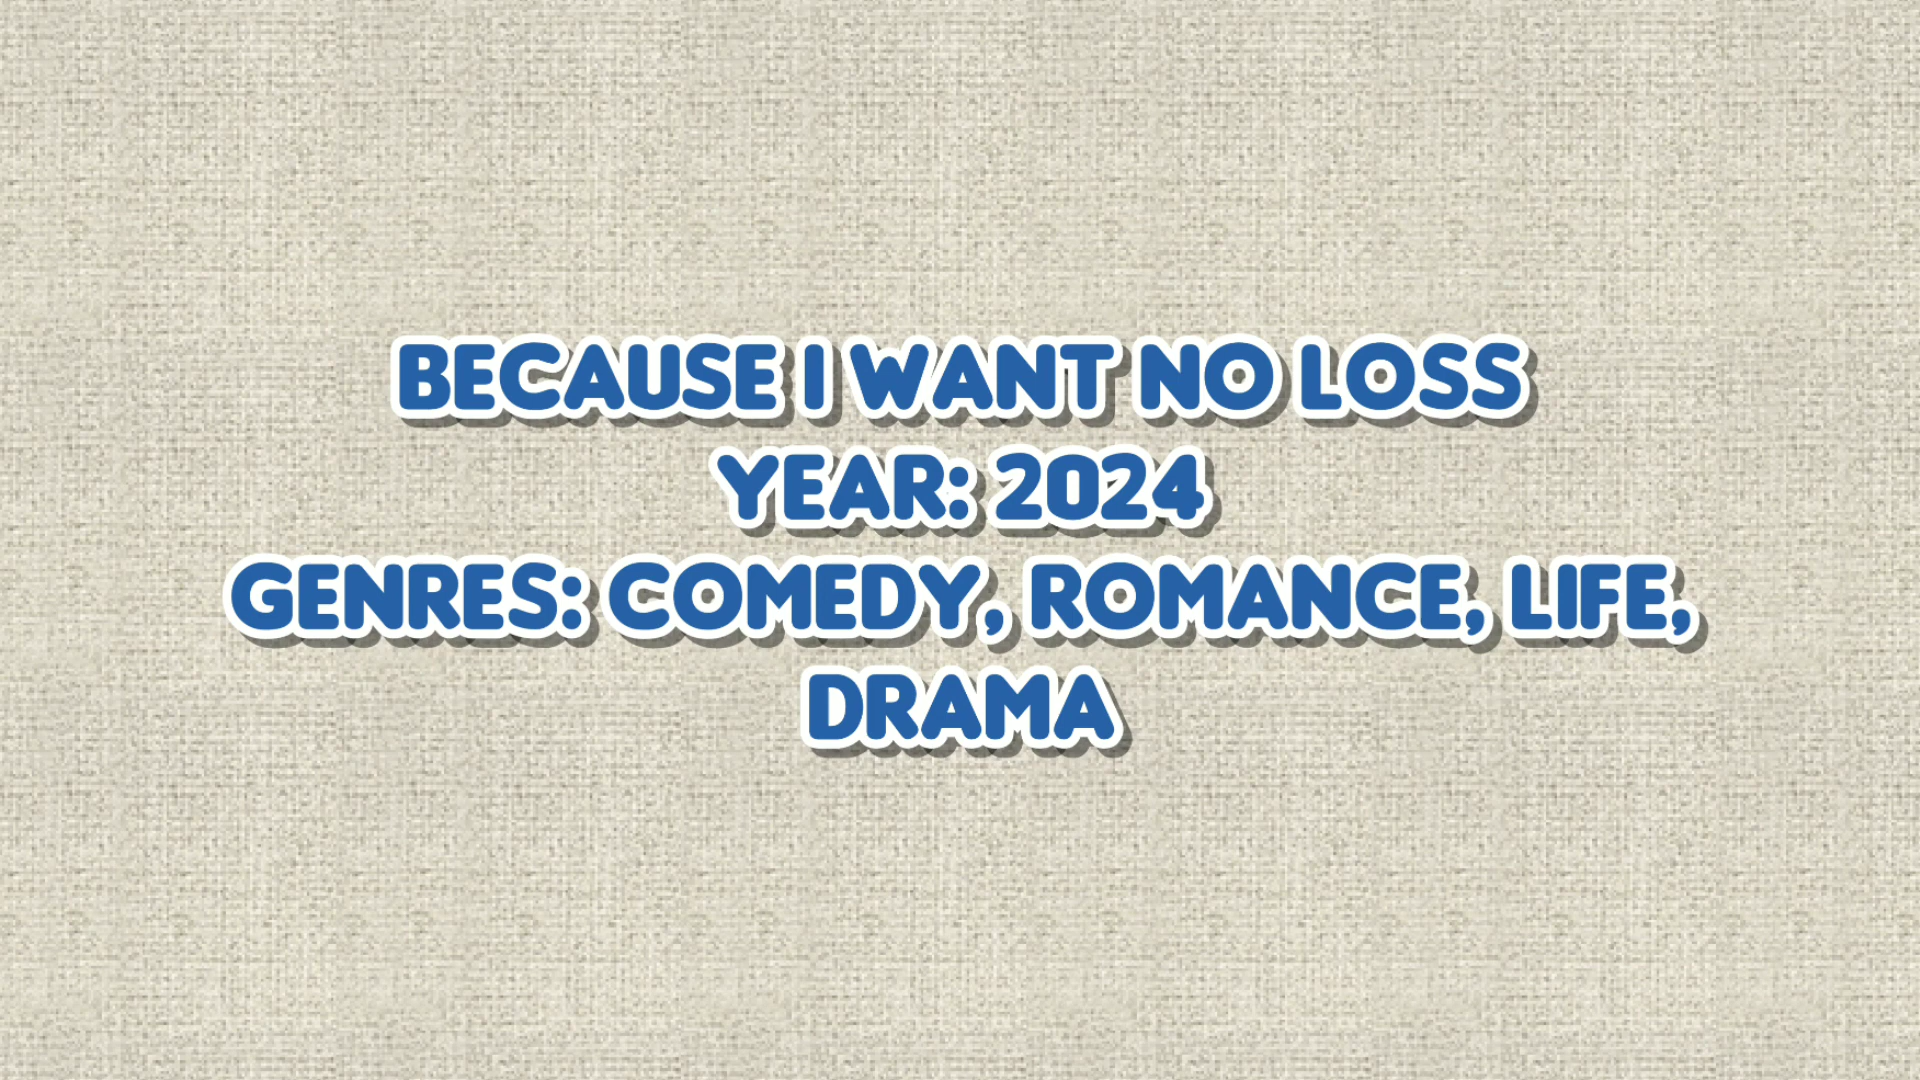 BECAUSE I WANT NO LOSS
YEAR: 2024
GENRES: COMEDY, ROMANCE, LIFE,
DRAMA